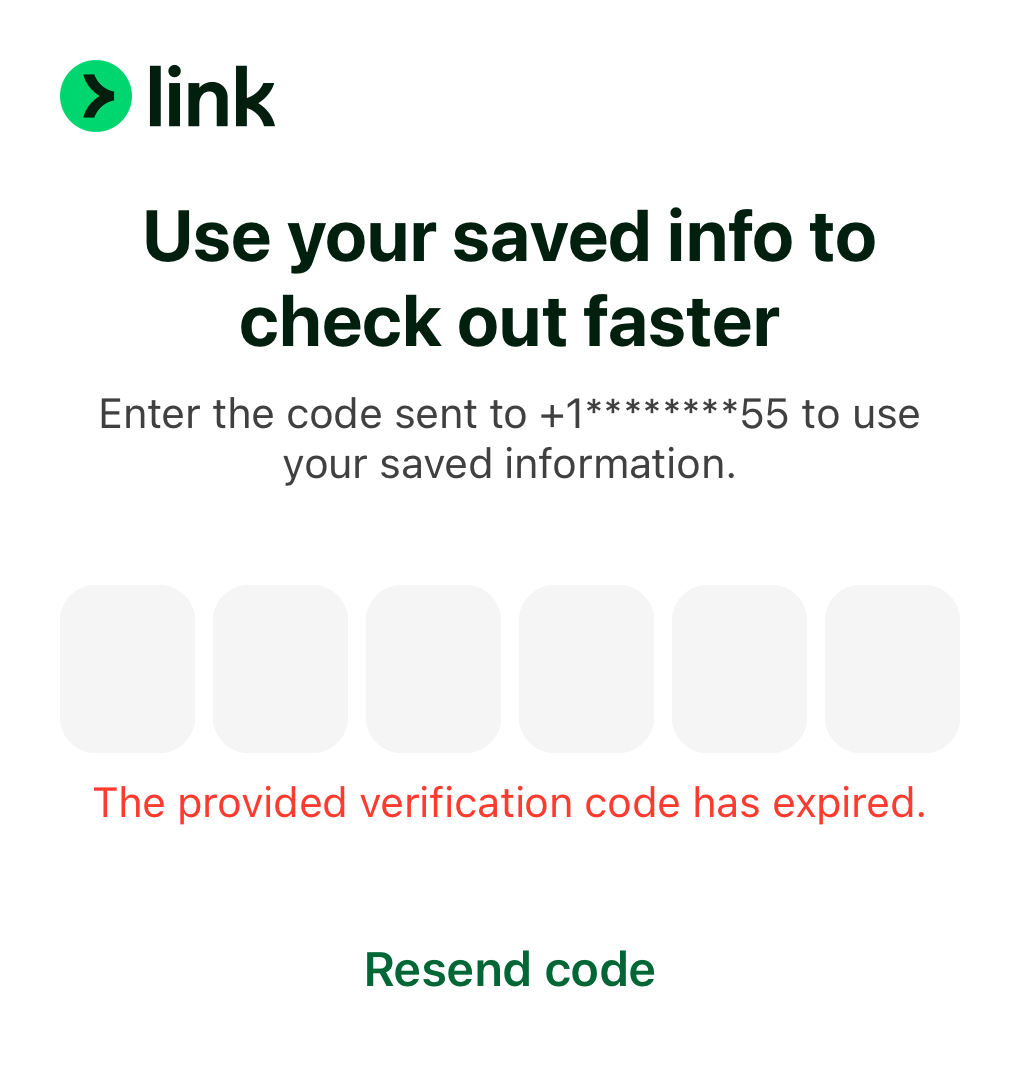 link
Use your saved info to
check out faster
Enter the code sent to +1********55 to use
your saved information.
The provided verification code has expired.
Resend code